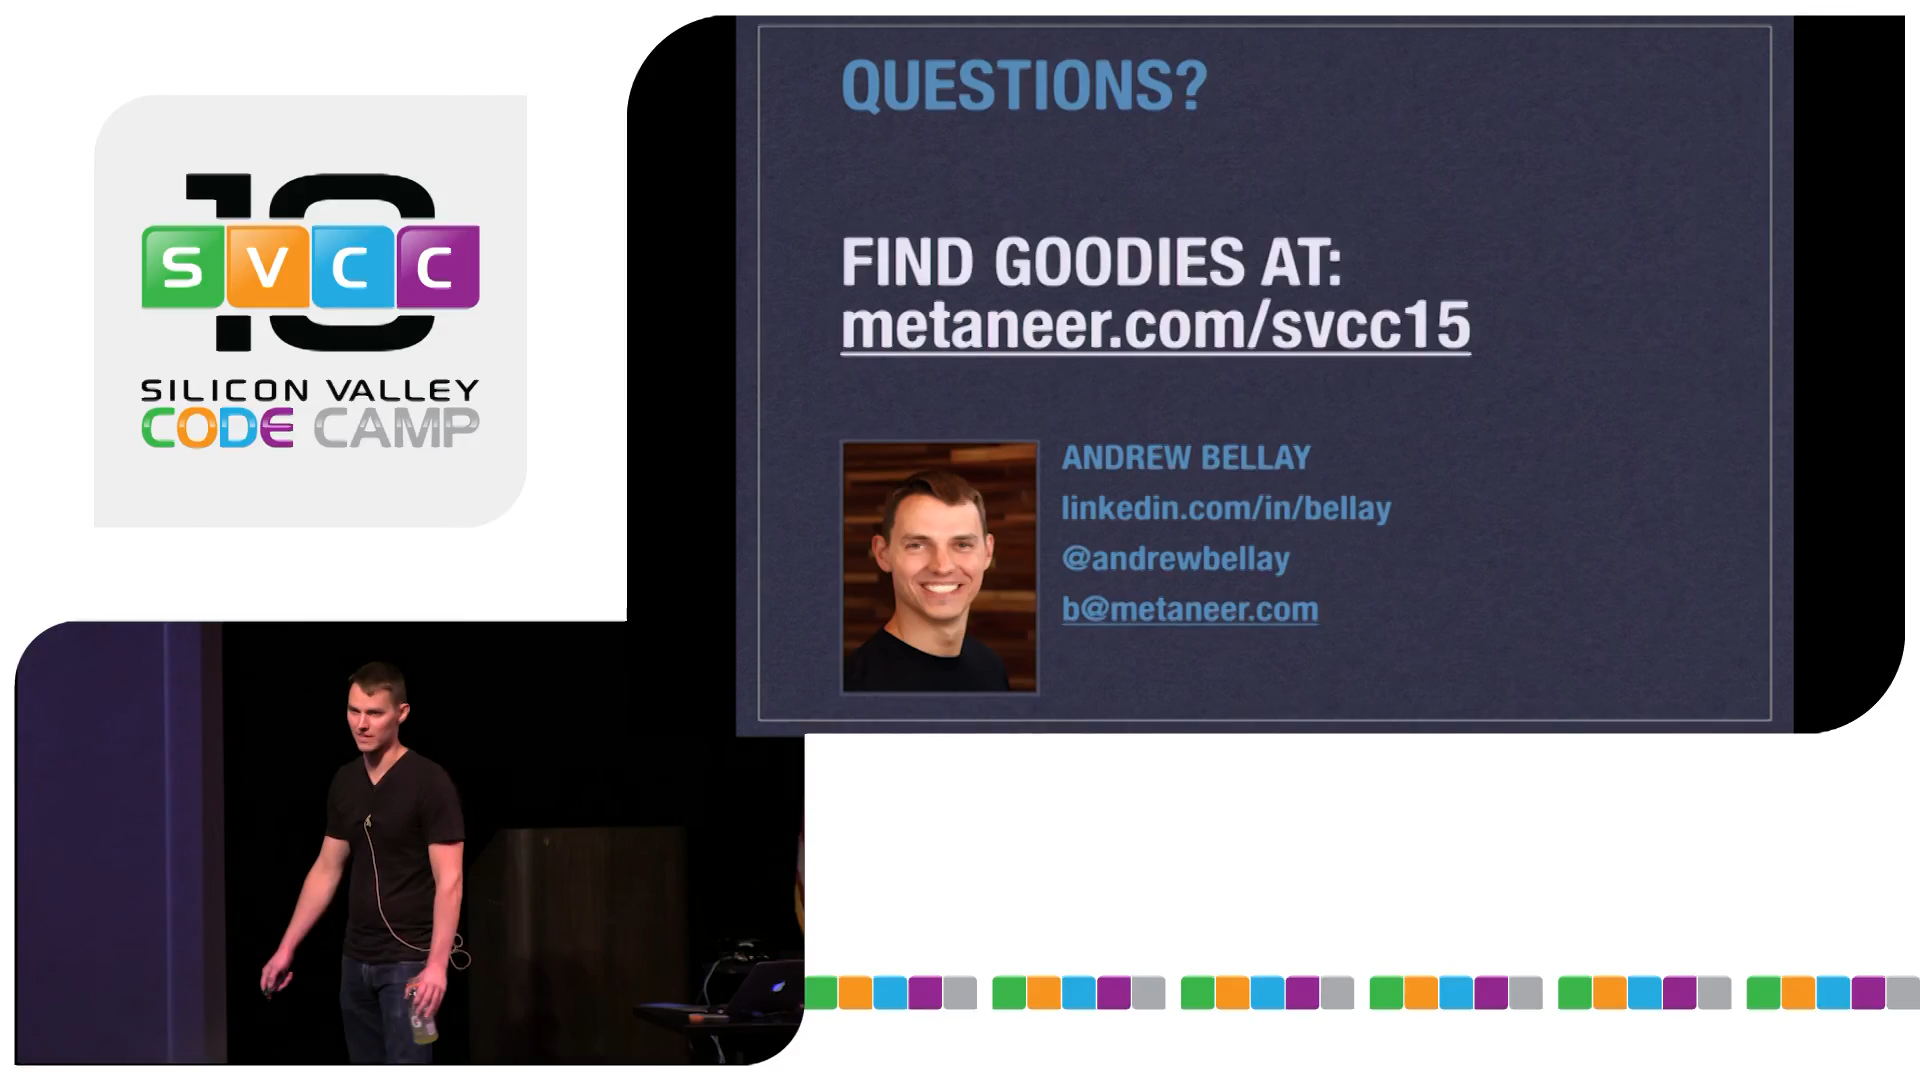 10
SVCC
SILICON VALLEY
CODE CAMP
QUESTIONS?
FIND GOODIES AT:
metaneer.com/svcc15
ANDREW BELLAY
linkedin.com/in/bellay
@andrewbellay
b@metaneer.com